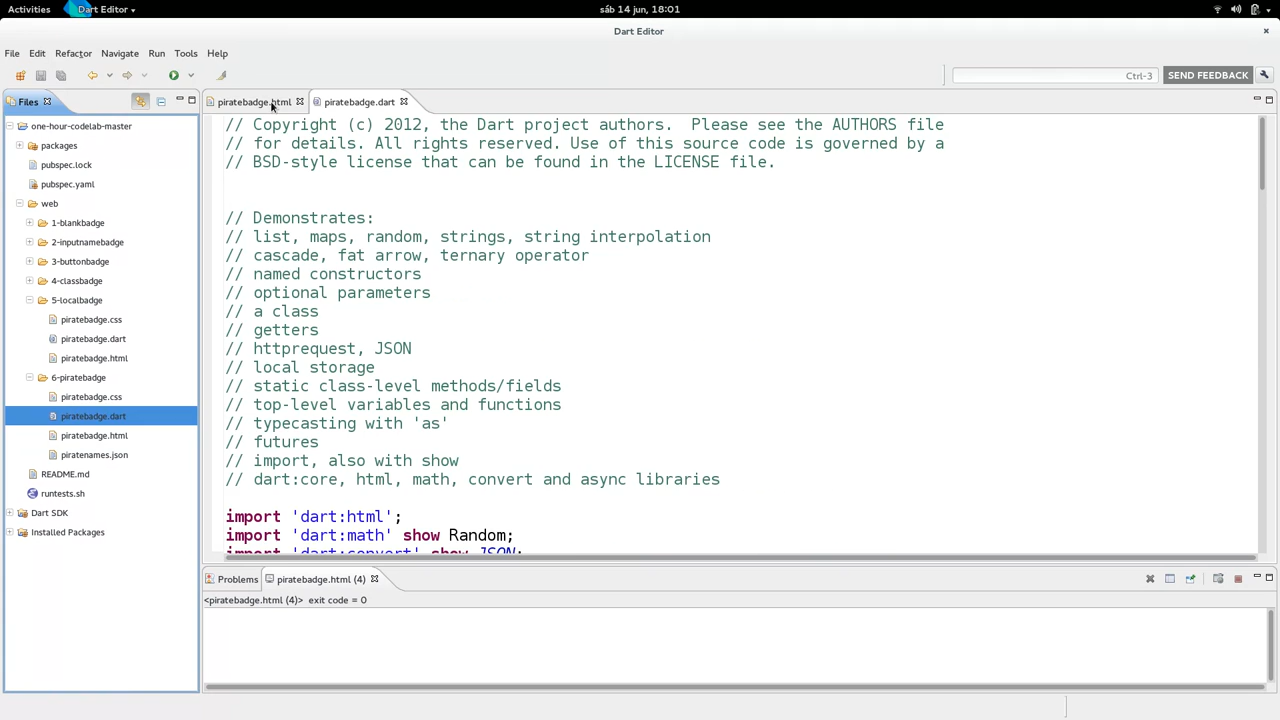 Activities Dart Editor sáb 14 jun, 18:01
Dart Editor
File Edit Refactor Navigate Run Tools Help
Ctrl-3 SEND FEEDBACK
Files
piratebadge.html piratebadge.dart
one-hour-codelab-master
packages
pubspec.lock
pubspec.yaml
web
1-blankbadge
2-inputnamebadge
3-buttonbadge
4-classbadge
5-localbadge
piratebadge.css
piratebadge.dart
piratebadge.html
6-piratebadge
piratebadge.css
piratebadge.dart
piratebadge.html
piratenames.json
README.md
runtests.sh
Dart SDK
Installed Packages
// Copyright (c) 2012, the Dart project authors.  Please see the AUTHORS file
// for details. All rights reserved. Use of this source code is governed by a
// BSD-style license that can be found in the LICENSE file.
// Demonstrates:
// list, maps, random, strings, string interpolation
// cascade, fat arrow, ternary operator
// named constructors
// optional parameters
// a class
// getters
// httprequest, JSON
// local storage
// static class-level methods/fields
// top-level variables and functions
// typecasting with 'as'
// futures
// import, also with show
// dart:core, html, math, convert and async libraries
import 'dart:html';
import 'dart:math' show Random;
import 'dart:convert' show JSON;
Problems piratebadge.html (4)
<piratebadge.html (4)> exit code = 0